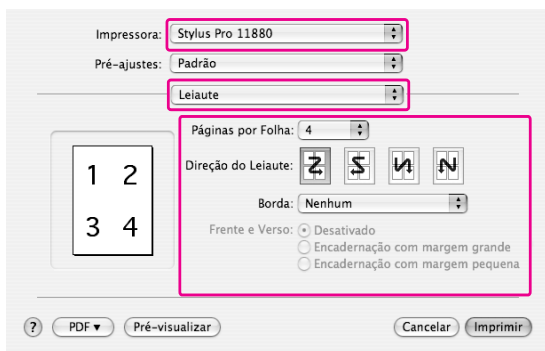 Impressora: Stylus Pro 11880
Pré-ajustes: Padrão
Leiaute
Páginas por Folha: 4
1 2
Direção do Leiaute:
3 4
Borda: Nenhum
Frente e Verso: Desativado
Encadernação com margem grande
Encadernação com margem pequena
? PDF▼ Pré-visualizar Cancelar Imprimir